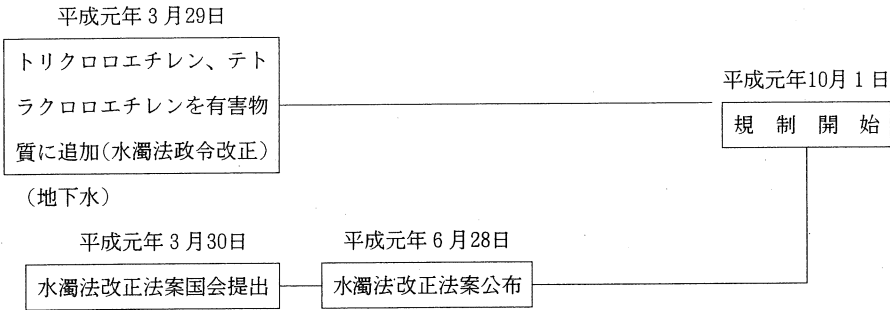 平成元年3月29日
トリクロロエチレン、テト
ラクロロエチレンを有害物
質に追加(水濁法政令改正)
平成元年10月1日
規制開始
(地下水)
平成元年3月30日
水濁法改正法案国会提出
平成元年6月28日
水濁法改正法案公布